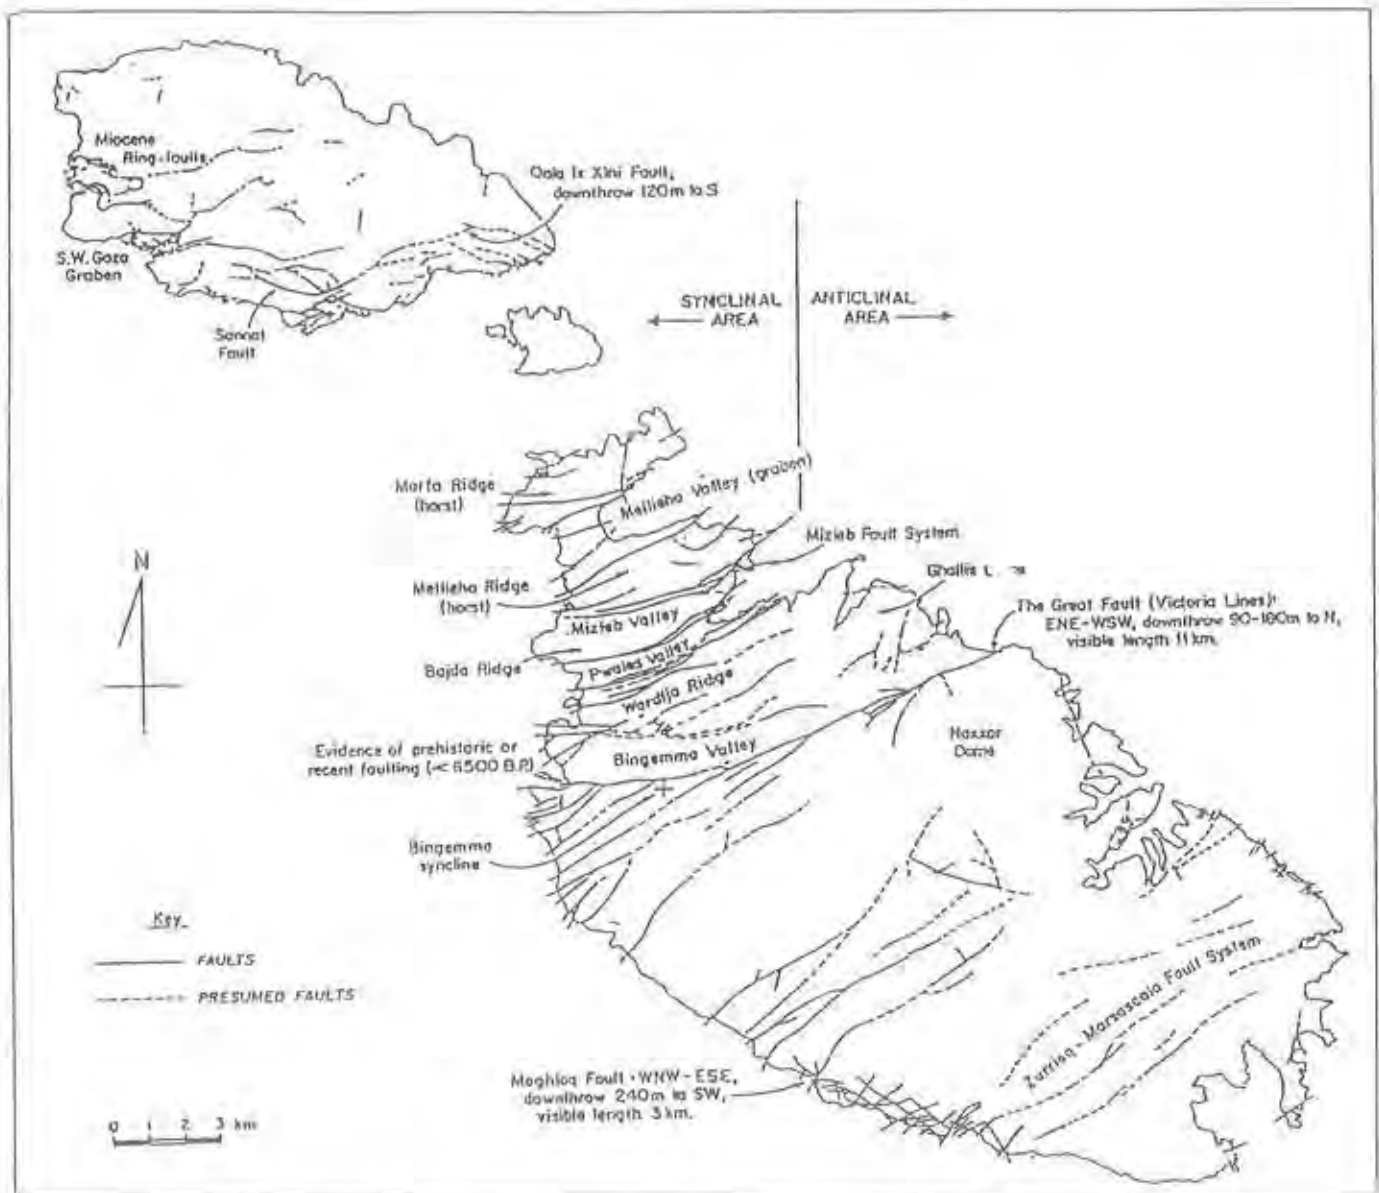 Miocene
Ring-faults
Qala Ix Xini Fault,
downthrow 120m to S
S.W. Gozo
Graben
Sannat
Fault
SYNCLINAL
AREA
ANTICLINAL
AREA
Marfa Ridge
(horst)
Mellieha Valley (graben)
N
Mizieb Fault System
Ghallis
Mellieha Ridge
(horst)
Mizieb Valley
The Great Fault (Victoria Lines):
ENE-WSW, downthrow 90-180m to N,
visible length 11 km.
Bajda Ridge
Pwales Valley
Wardija Ridge
Naxxar
Dome
Evidence of prehistoric or
recent faulting (< 6500 B.P.)
Bingemma Valley
Bingemma
syncline
Key
FAULTS
PRESUMED FAULTS
Zurrieq - Marsascala Fault System
Maghlaq Fault · WNW-ESE,
downthrow 240m to SW,
visible length 3 km.
0 1 2 3 km